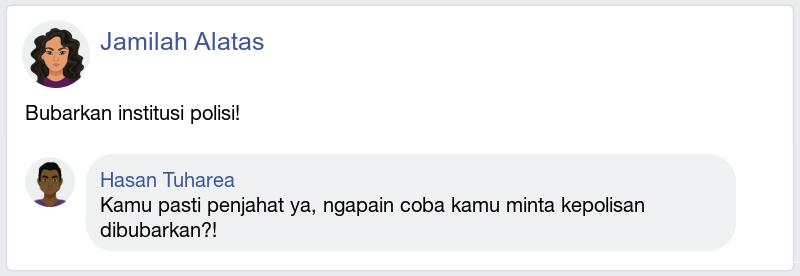 Jamilah Alatas
Bubarkan institusi polisi!
Hasan Tuharea
Kamu pasti penjahat ya, ngapain coba kamu minta kepolisan
dibubarkan?!